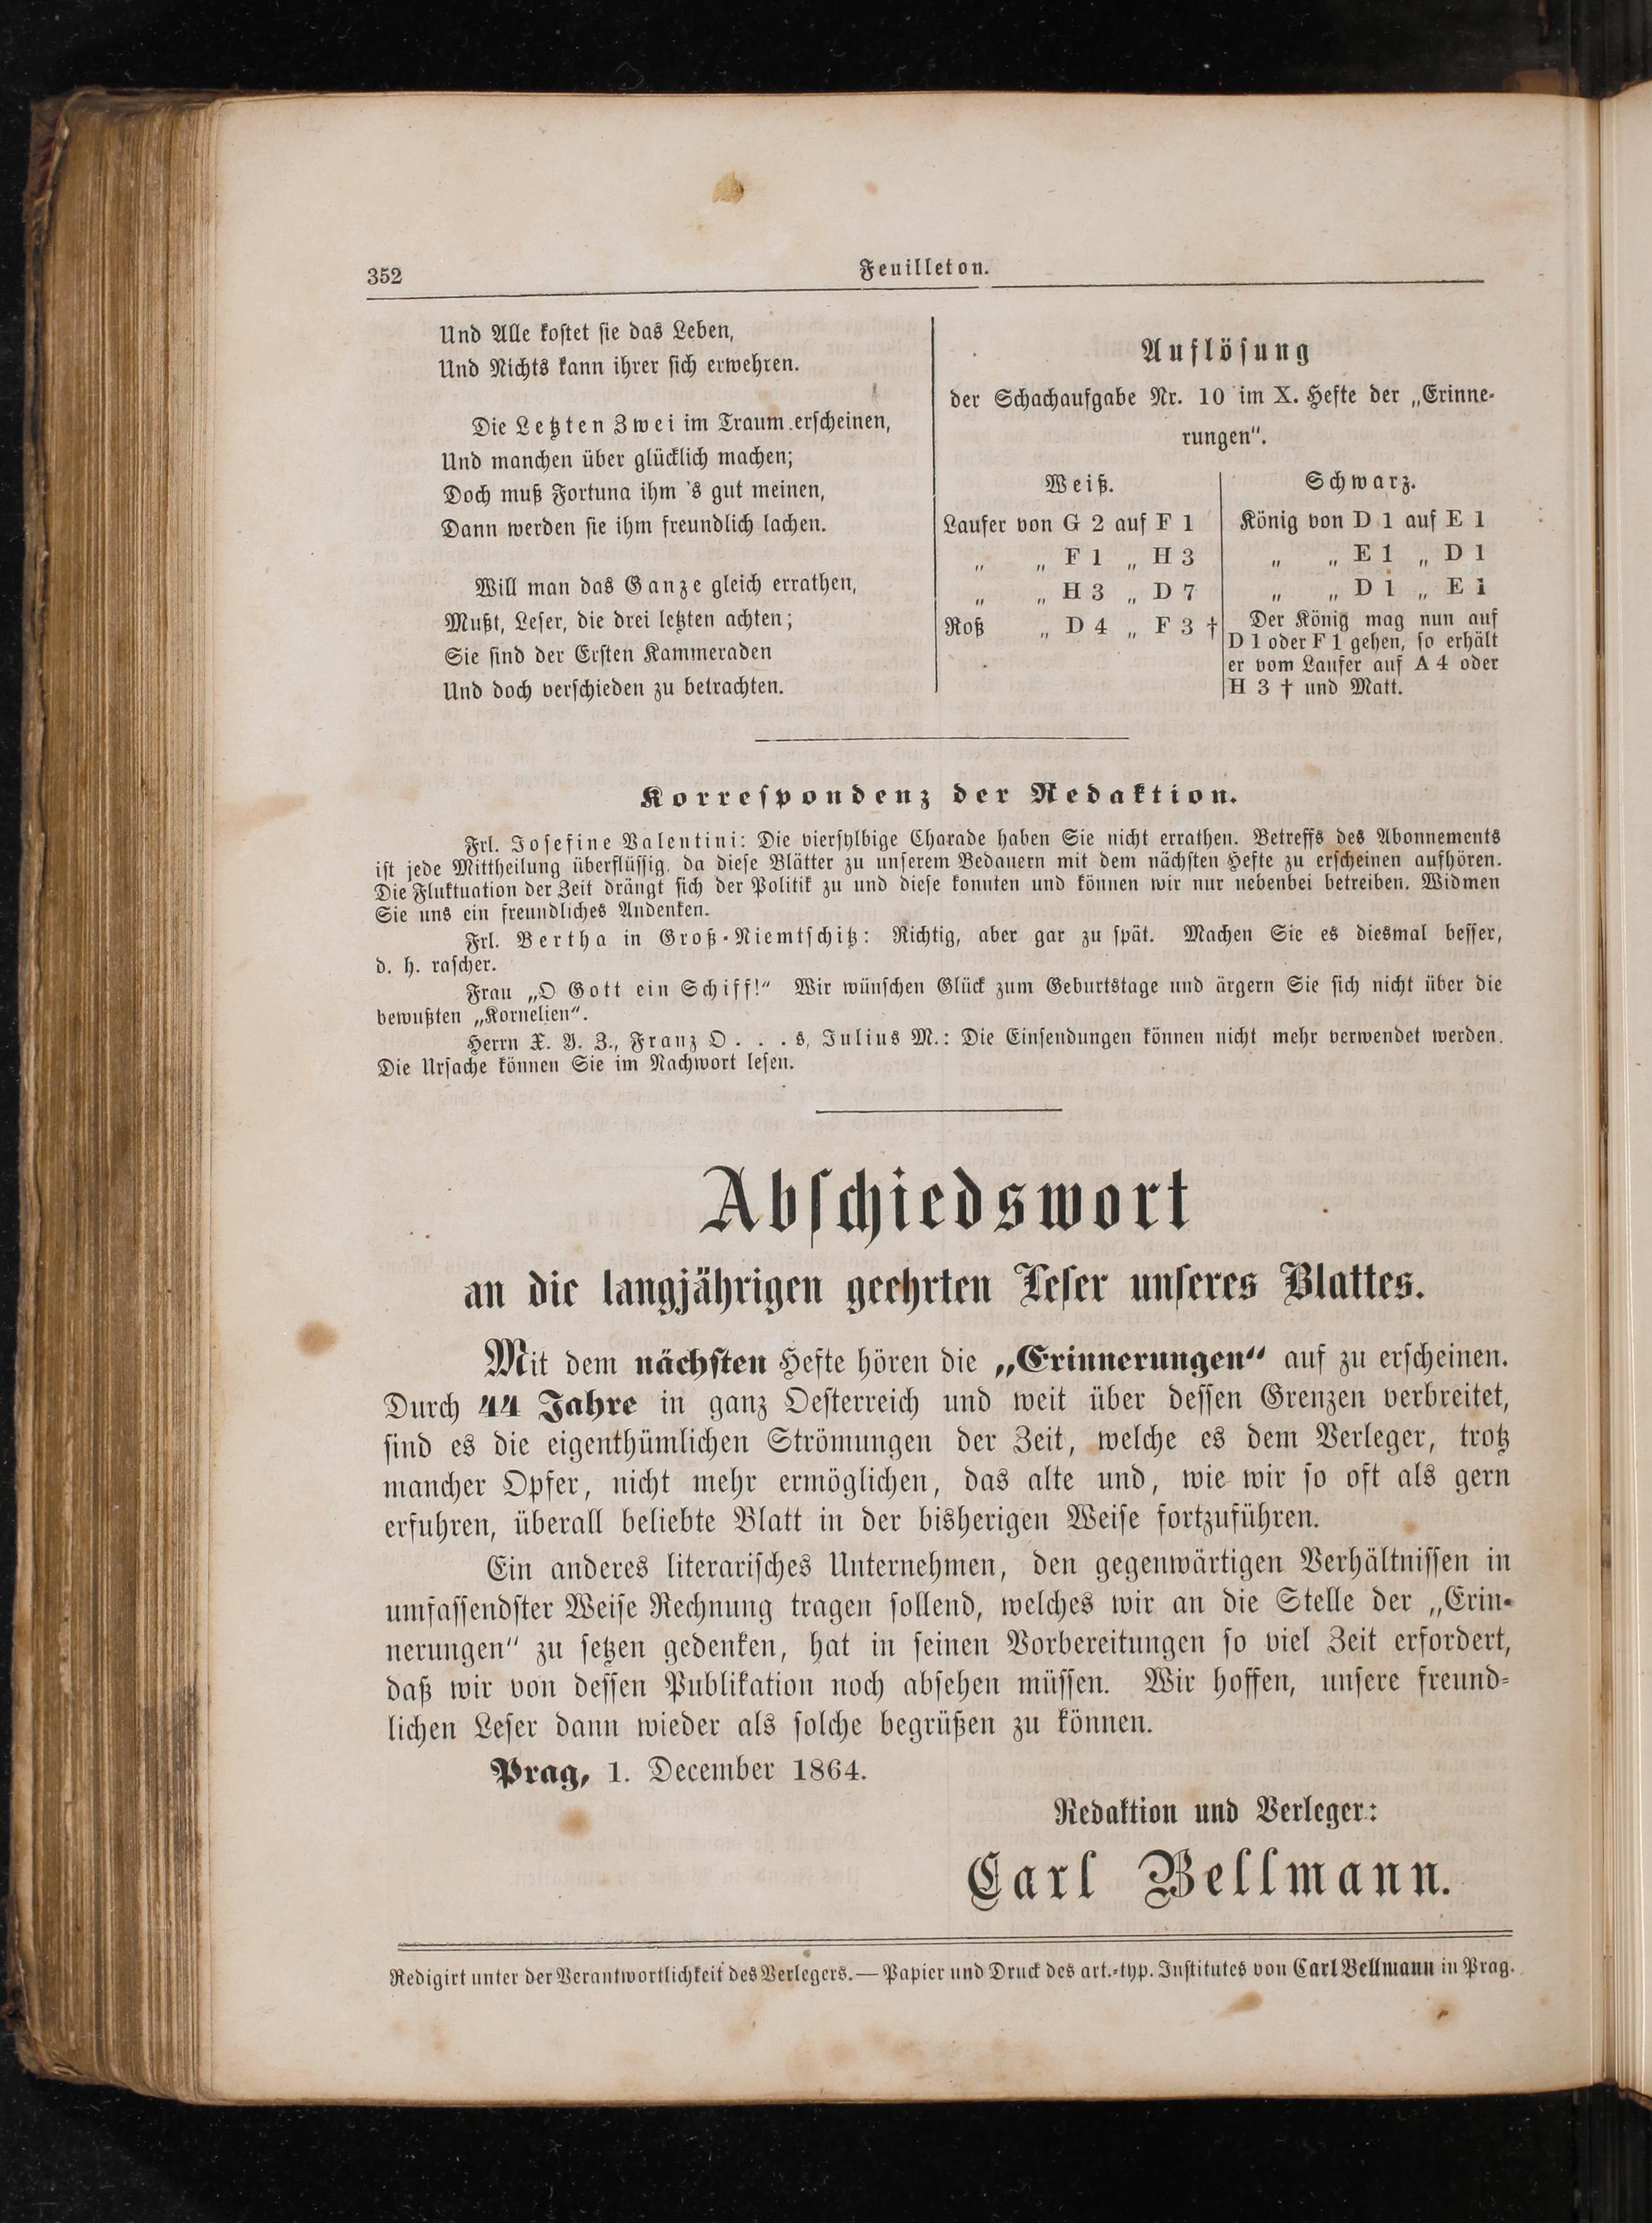 352
Feuilleton.
Und Alle kostet sie das Leben,
Und Nichts kann ihrer sich erwehren.
Die Letzten Zwei im Traum erscheinen,
Und manchen über glücklich machen;
Doch muß Fortuna ihm 's gut meinen,
Dann werden sie ihm freundlich lachen.
Will man das Ganze gleich errathen,
Mußt, Leser, die drei letzten achten;
Sie sind der Ersten Kammeraden
Und doch verschieden zu betrachten.
Auflösung
der Schachaufgabe Nr. 10 im X. Hefte der „Erinne-
rungen“.
Weiß.
Laufer von G 2 auf F 1
„ „ F 1 „ H 3
„ „ H 3 „ D 7
Roß „ D 4 „ F 3 †
Schwarz.
König von D 1 auf E 1
„ „ E 1 „ D 1
„ „ D 1 „ E 1
Der König mag nun auf
D 1 oder F 1 gehen, so erhält
er vom Laufer auf A 4 oder
H 3 † und Matt.
Korrespondenz der Redaktion.
Frl. Josefine Valentini: Die viersylbige Charade haben Sie nicht errathen. Betreffs des Abonnements
ist jede Mittheilung überflüssig, da diese Blätter zu unserem Bedauern mit dem nächsten Hefte zu erscheinen aufhören.
Die Fluktuation der Zeit drängt sich der Politik zu und diese konnten und können wir nur nebenbei betreiben. Widmen
Sie uns ein freundliches Andenken.
Frl. Bertha in Groß-Niemtschitz: Richtig, aber gar zu spät. Machen Sie es diesmal besser,
d. h. rascher.
Frau „O Gott ein Schiff!“ Wir wünschen Glück zum Geburtstage und ärgern Sie sich nicht über die
bewußten „Kornelien“.
Herrn X. Y. Z., Franz O . . . s, Julius M.: Die Einsendungen können nicht mehr verwendet werden.
Die Ursache können Sie im Nachwort lesen.
Abschiedswort
an die langjährigen geehrten Leser unseres Blattes.
Mit dem nächsten Hefte hören die „Erinnerungen“ auf zu erscheinen.
Durch 44 Jahre in ganz Oesterreich und weit über dessen Grenzen verbreitet,
sind es die eigenthümlichen Strömungen der Zeit, welche es dem Verleger, trotz
mancher Opfer, nicht mehr ermöglichen, das alte und, wie wir so oft als gern
erfuhren, überall beliebte Blatt in der bisherigen Weise fortzuführen.
Ein anderes literarisches Unternehmen, den gegenwärtigen Verhältnissen in
umfassendster Weise Rechnung tragen sollend, welches wir an die Stelle der „Erin-
nerungen“ zu setzen gedenken, hat in seinen Vorbereitungen so viel Zeit erfordert,
daß wir von dessen Publikation noch absehen müssen. Wir hoffen, unsere freund-
lichen Leser dann wieder als solche begrüßen zu können.
Prag, 1. December 1864.
Redaktion und Verleger:
Carl Bellmann.
Redigirt unter der Verantwortlichkeit des Verlegers. — Papier und Druck des art.-typ. Institutes von Carl Bellmann in Prag.